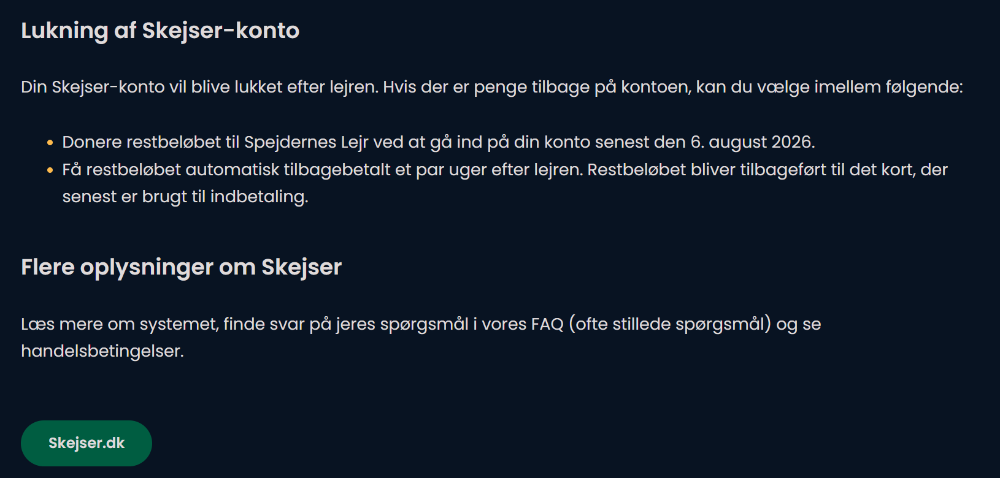 Lukning af Skejser-konto
Din Skejser-konto vil blive lukket efter lejren. Hvis der er penge tilbage på kontoen, kan du vælge imellem følgende:
• Donere restbeløbet til Spejdernes Lejr ved at gå ind på din konto senest den 6. august 2026.
• Få restbeløbet automatisk tilbagebetalt et par uger efter lejren. Restbeløbet bliver tilbageført til det kort, der
senest er brugt til indbetaling.
Flere oplysninger om Skejser
Læs mere om systemet, finde svar på jeres spørgsmål i vores FAQ (ofte stillede spørgsmål) og se
handelsbetingelser.
Skejser.dk